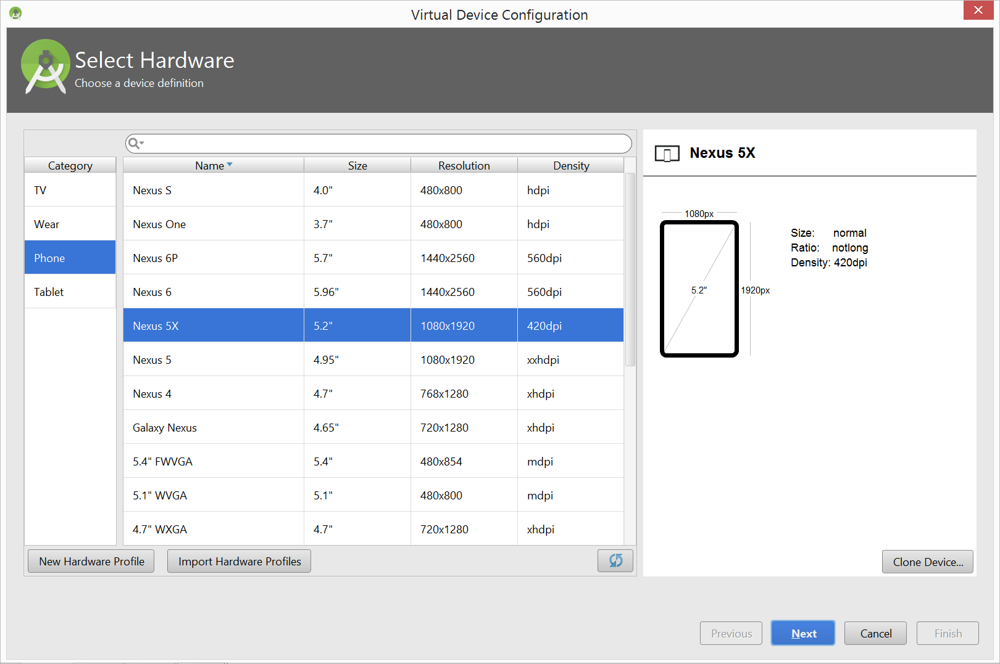 Virtual Device Configuration
Select Hardware
Choose a device definition
Category
TV
Wear
Phone
Tablet
Name Size Resolution Density
Nexus S 4.0" 480x800 hdpi
Nexus One 3.7" 480x800 hdpi
Nexus 6P 5.7" 1440x2560 560dpi
Nexus 6 5.96" 1440x2560 560dpi
Nexus 5X 5.2" 1080x1920 420dpi
Nexus 5 4.95" 1080x1920 xxhdpi
Nexus 4 4.7" 768x1280 xhdpi
Galaxy Nexus 4.65" 720x1280 xhdpi
5.4" FWVGA 5.4" 480x854 mdpi
5.1" WVGA 5.1" 480x800 mdpi
4.7" WXGA 4.7" 720x1280 xhdpi
New Hardware Profile Import Hardware Profiles
Nexus 5X
1080px
5.2"
1920px
Size: normal
Ratio: notlong
Density: 420dpi
Clone Device...
Previous Next Cancel Finish